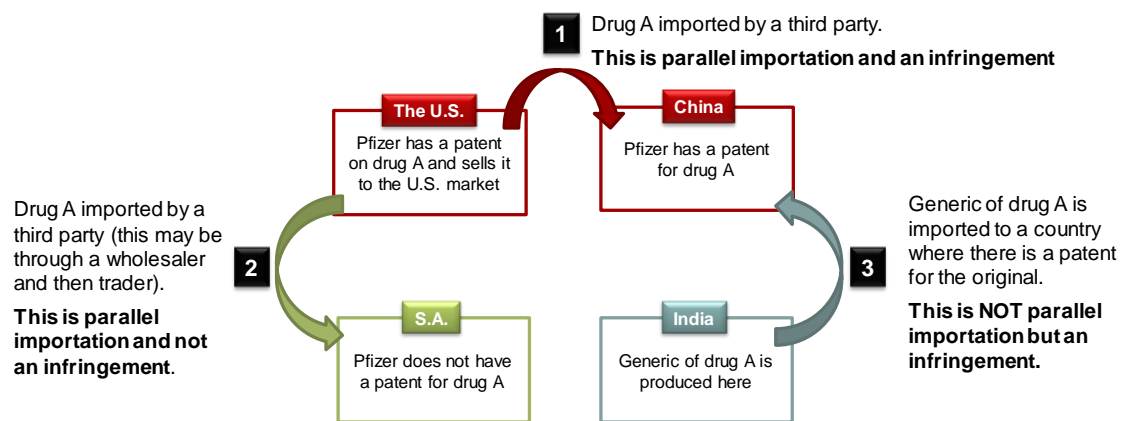 1
Drug A imported by a third party.
This is parallel importation and an infringement
The U.S.
Pfizer has a patent
on drug A and sells it
to the U.S. market
China
Pfizer has a patent
for drug A
Drug A imported by a
third party (this may be
through a wholesaler
and then trader).
This is parallel
importation and not
an infringement.
2
3
Generic of drug A is
imported to a country
where there is a patent
for the original.
This is NOT parallel
importation but an
infringement.
S.A.
Pfizer does not have
a patent for drug A
India
Generic of drug A is
produced here